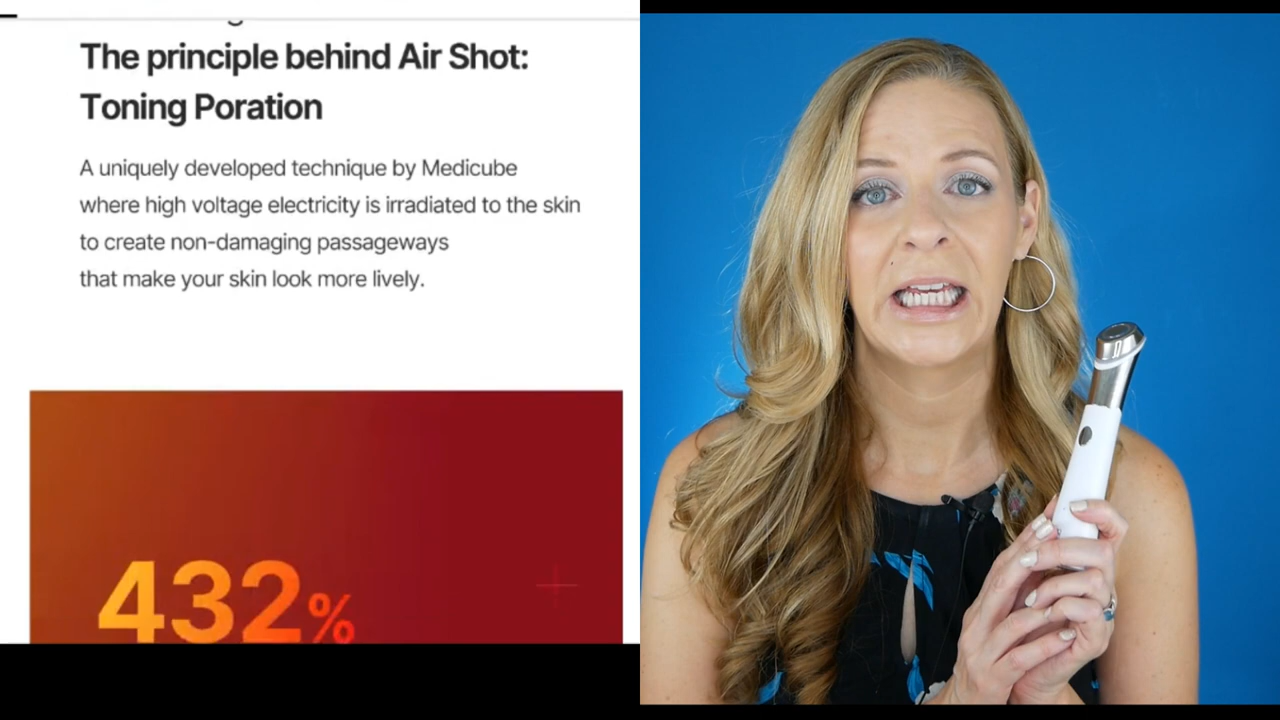 The principle behind Air Shot:
Toning Poration
A uniquely developed technique by Medicube
where high voltage electricity is irradiated to the skin
to create non-damaging passageways
that make your skin look more lively.
432%